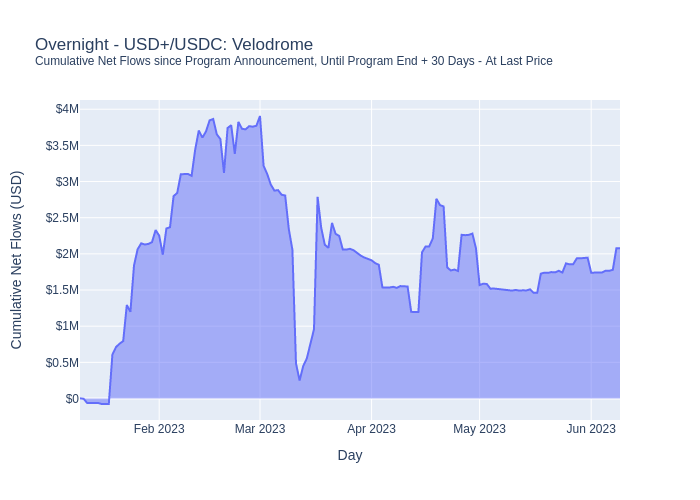 Overnight - USD+/USDC: Velodrome
Cumulative Net Flows since Program Announcement, Until Program End + 30 Days - At Last Price
$4M
$3.5M
$3M
$2.5M
$2M
$1.5M
$1M
$0.5M
$0
Cumulative Net Flows (USD)
Feb 2023
Mar 2023
Apr 2023
May 2023
Jun 2023
Day